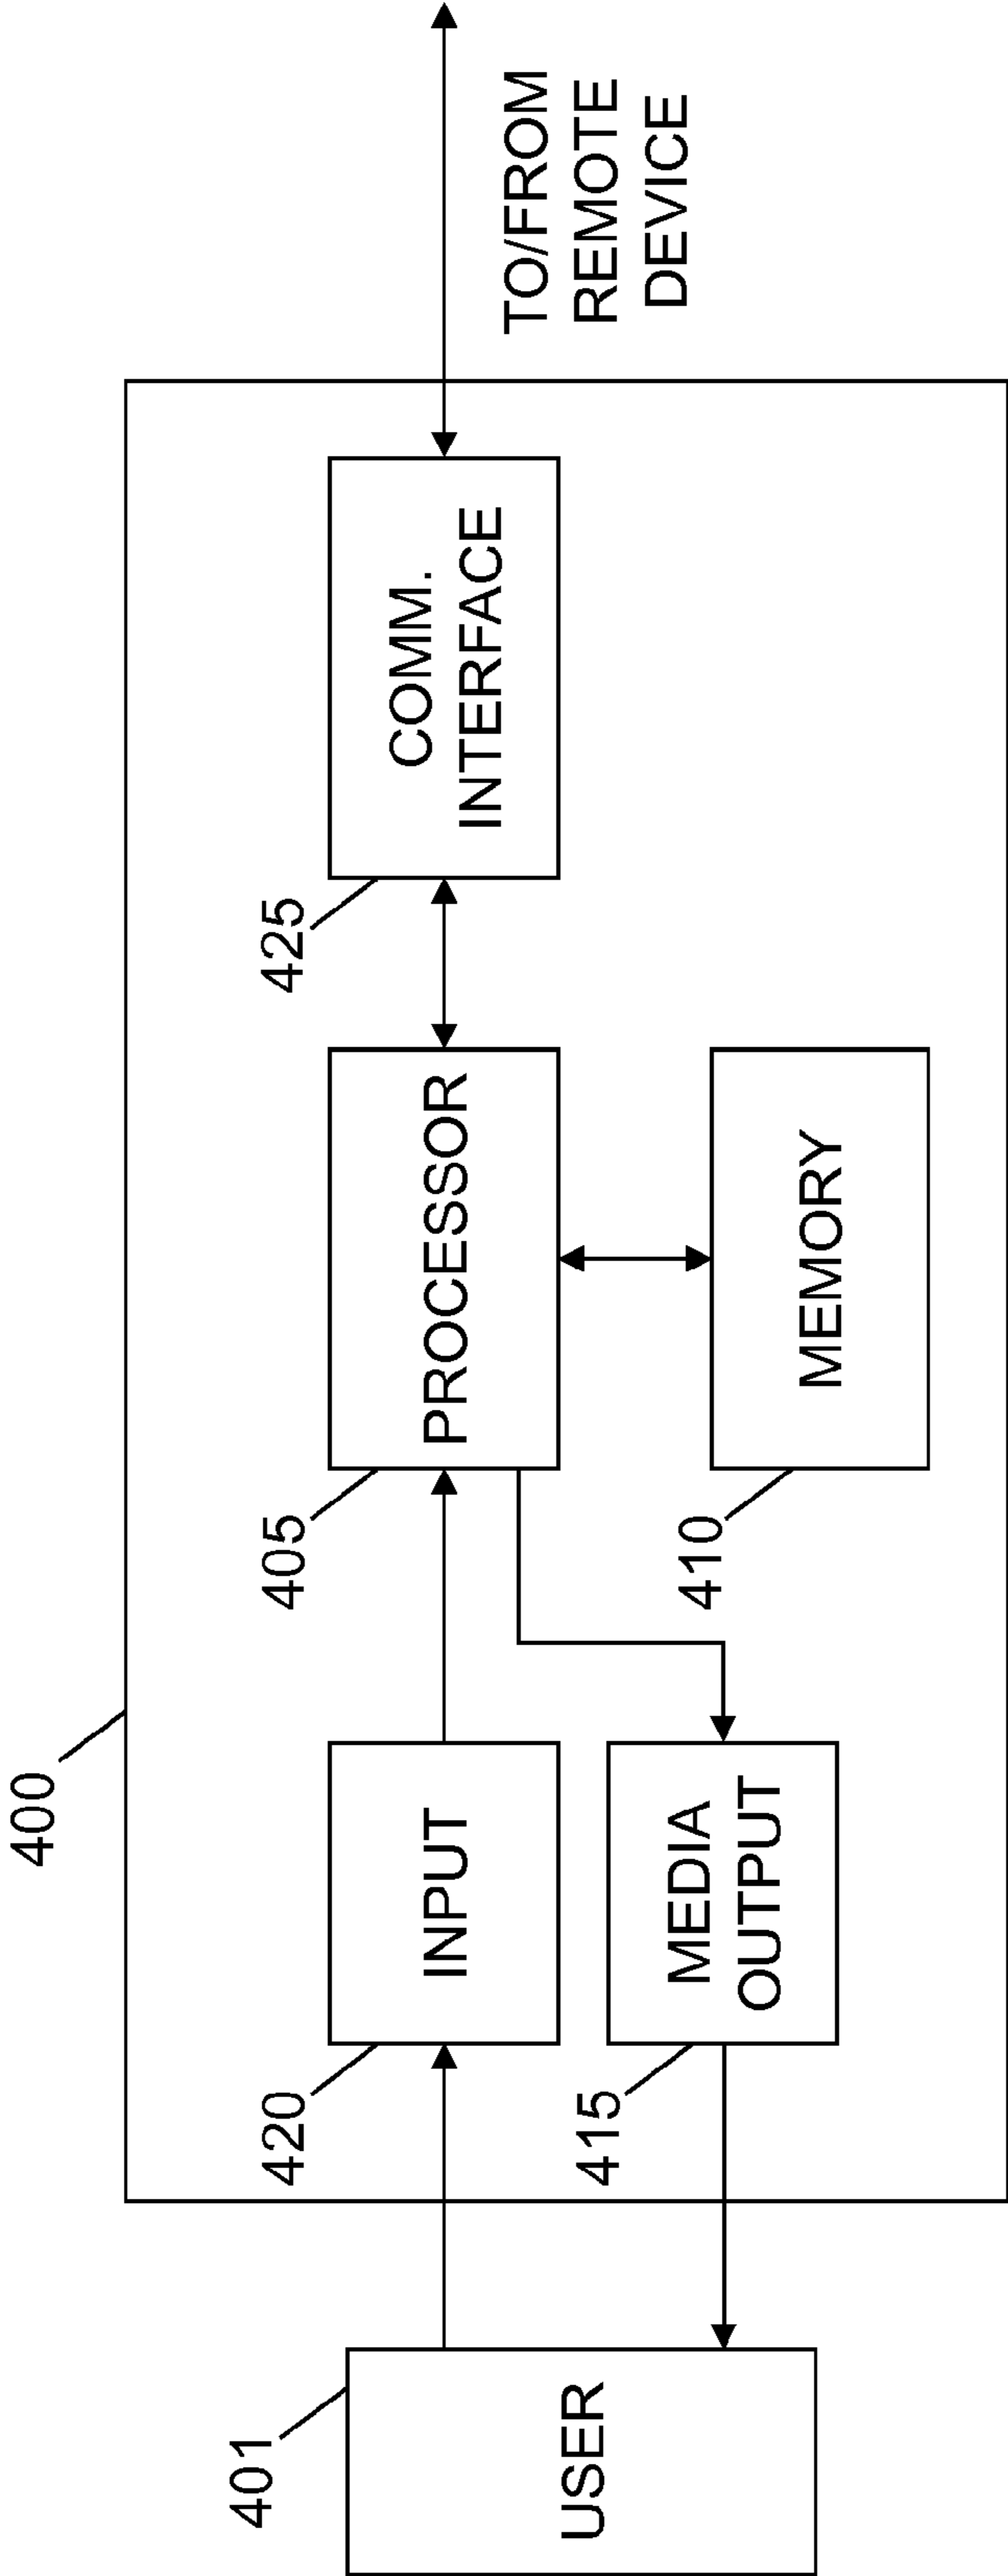 400
401
USER
420
INPUT
415
MEDIA
OUTPUT
405
PROCESSOR
410
MEMORY
425
COMM.
INTERFACE
TO/FROM
REMOTE
DEVICE